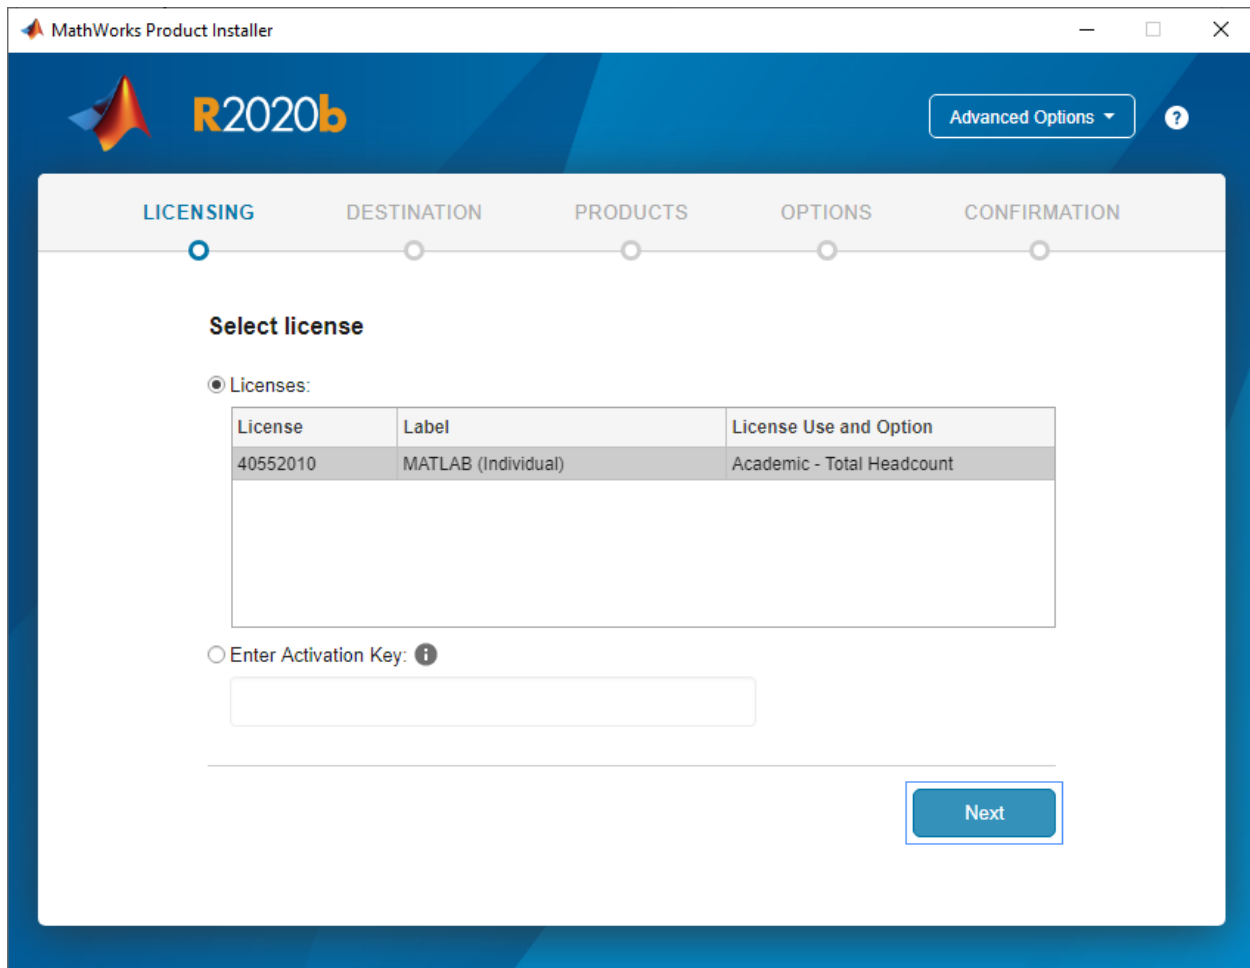 MathWorks Product Installer
R2020b
Advanced Options
?
LICENSING DESTINATION PRODUCTS OPTIONS CONFIRMATION
Select license
Licenses:
License Label License Use and Option
40552010 MATLAB (Individual) Academic - Total Headcount
Enter Activation Key: i
Next